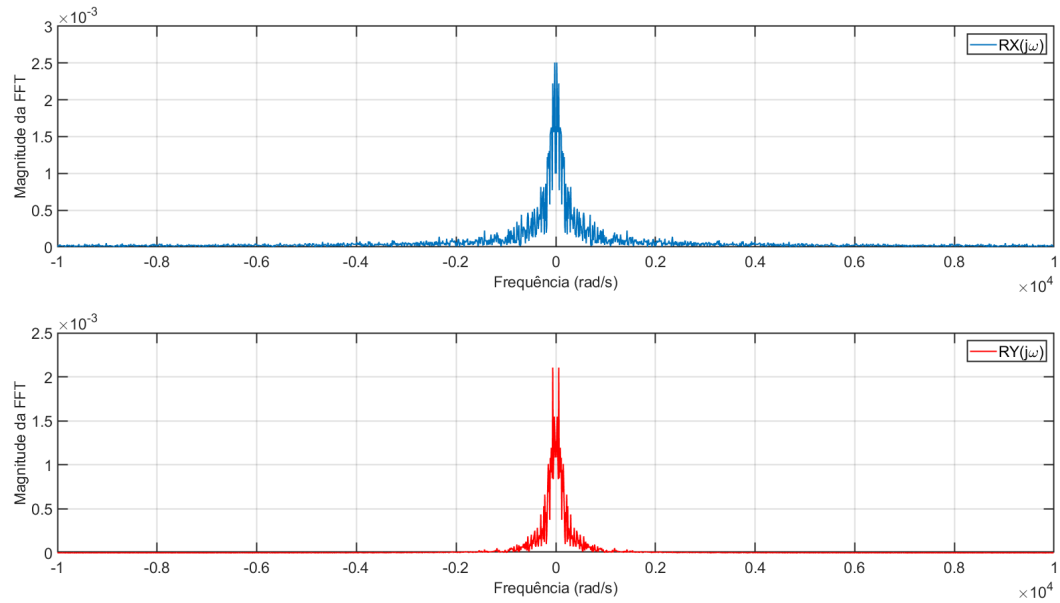 ×10⁻³
3
2.5
2
1.5
1
0.5
0
Magnitude da FFT
RX(jω)
-1 -0.8 -0.6 -0.4 -0.2 0 0.2 0.4 0.6 0.8 1
Frequência (rad/s)
×10⁴
×10⁻³
2.5
2
1.5
1
0.5
0
Magnitude da FFT
RY(jω)
-1 -0.8 -0.6 -0.4 -0.2 0 0.2 0.4 0.6 0.8 1
Frequência (rad/s)
×10⁴